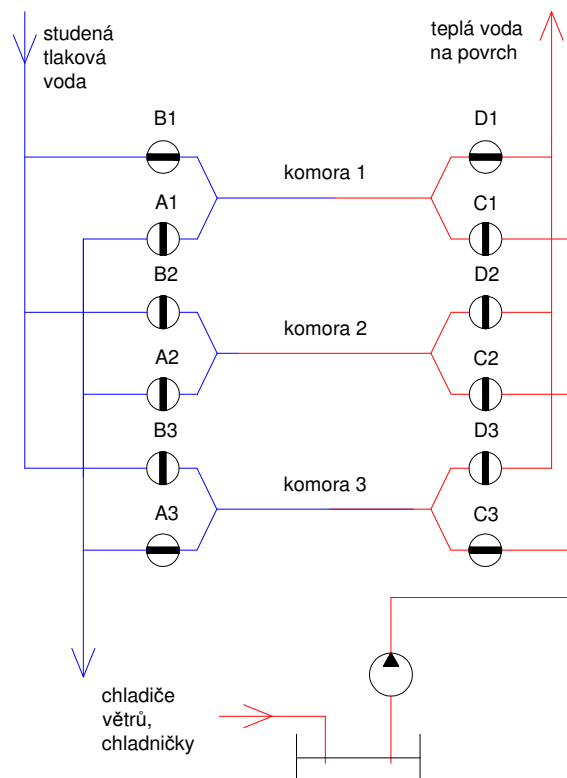 studená
tlaková
voda
teplá voda
na povrch
B1
D1
komora 1
A1
C1
B2
D2
komora 2
A2
C2
B3
D3
komora 3
A3
C3
chladiče
větrů,
chladničky